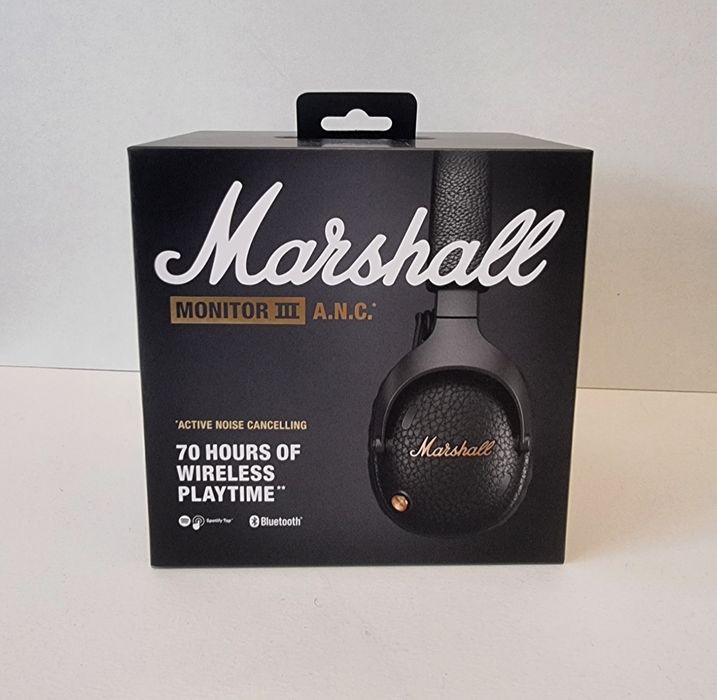 Marshall
MONITOR III A.N.C.*
*ACTIVE NOISE CANCELLING
70 HOURS OF
WIRELESS
PLAYTIME**
Spotify Tap® Bluetooth®
Marshall